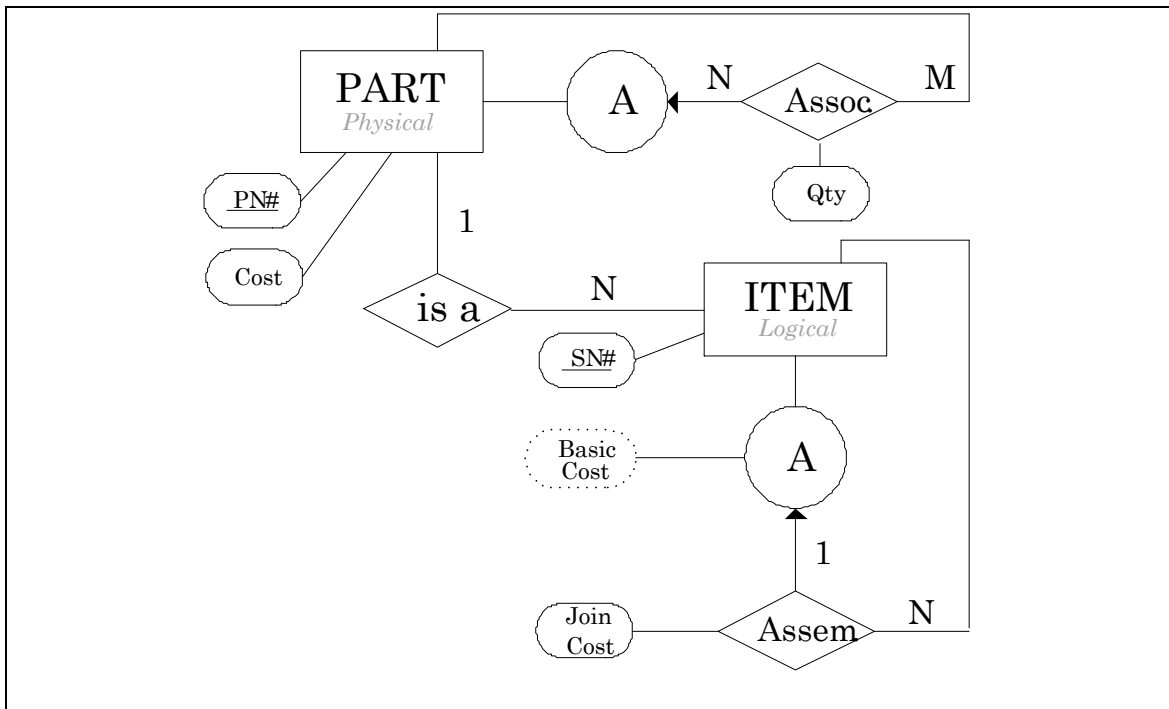 PART
Physical
A
N
Assoc.
M
PN#
Qty
1
Cost
is a
N
ITEM
Logical
SN#
Basic
Cost
A
1
Join
Cost
Assem
N